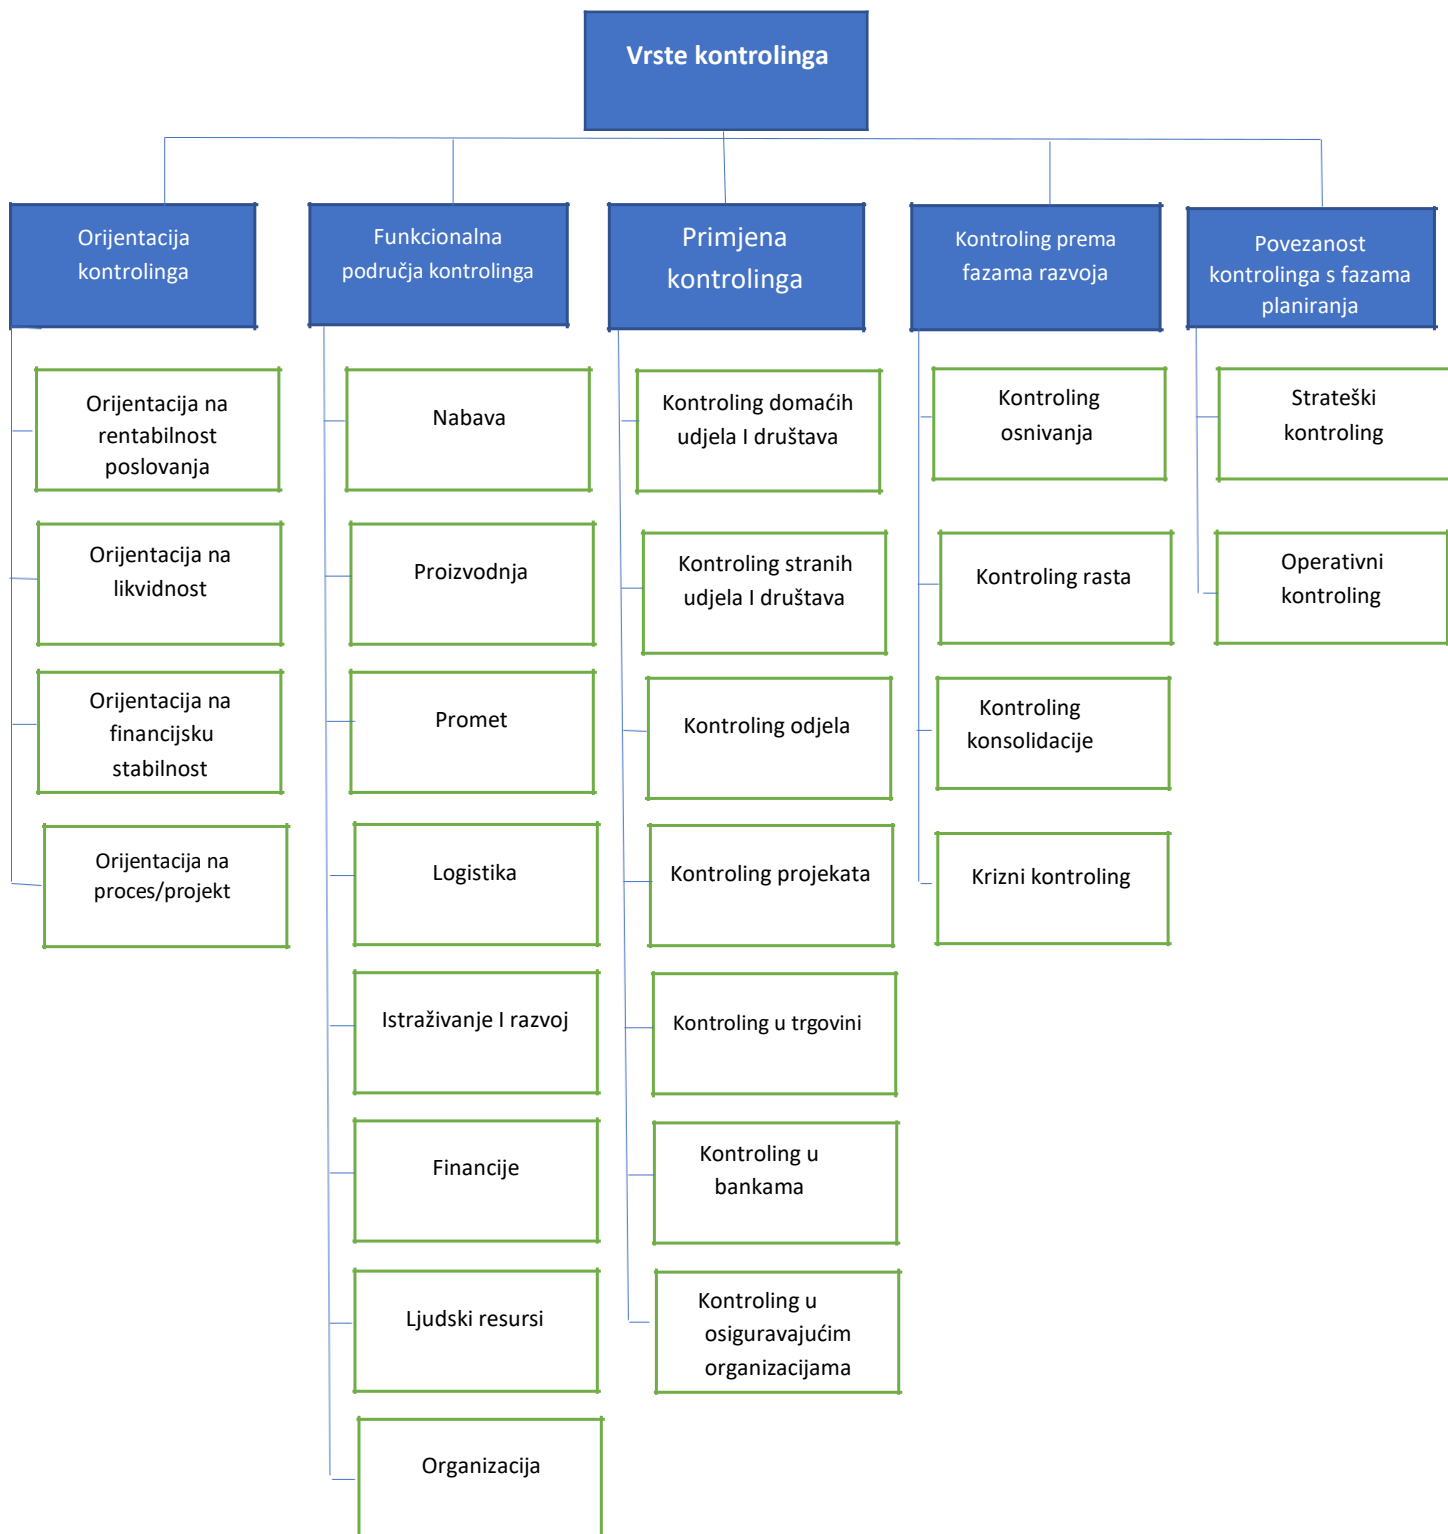 Vrste kontrolinga
Orijentacija
kontrolinga
Orijentacija na
rentabilnost
poslovanja
Orijentacija na
likvidnost
Orijentacija na
financijsku
stabilnost
Orijentacija na
proces/projekt
Funkcionalna
područja kontrolinga
Nabava
Proizvodnja
Promet
Logistika
Istraživanje I razvoj
Financije
Ljudski resursi
Organizacija
Primjena
kontrolinga
Kontroling domaćih
udjela I društava
Kontroling stranih
udjela I društava
Kontroling odjela
Kontroling projekata
Kontroling u trgovini
Kontroling u
bankama
Kontroling u
osiguravajućim
organizacijama
Kontroling prema
fazama razvoja
Kontroling
osnivanja
Kontroling rasta
Kontroling
konsolidacije
Krizni kontroling
Povezanost
kontrolinga s fazama
planiranja
Strateški
kontroling
Operativni
kontroling